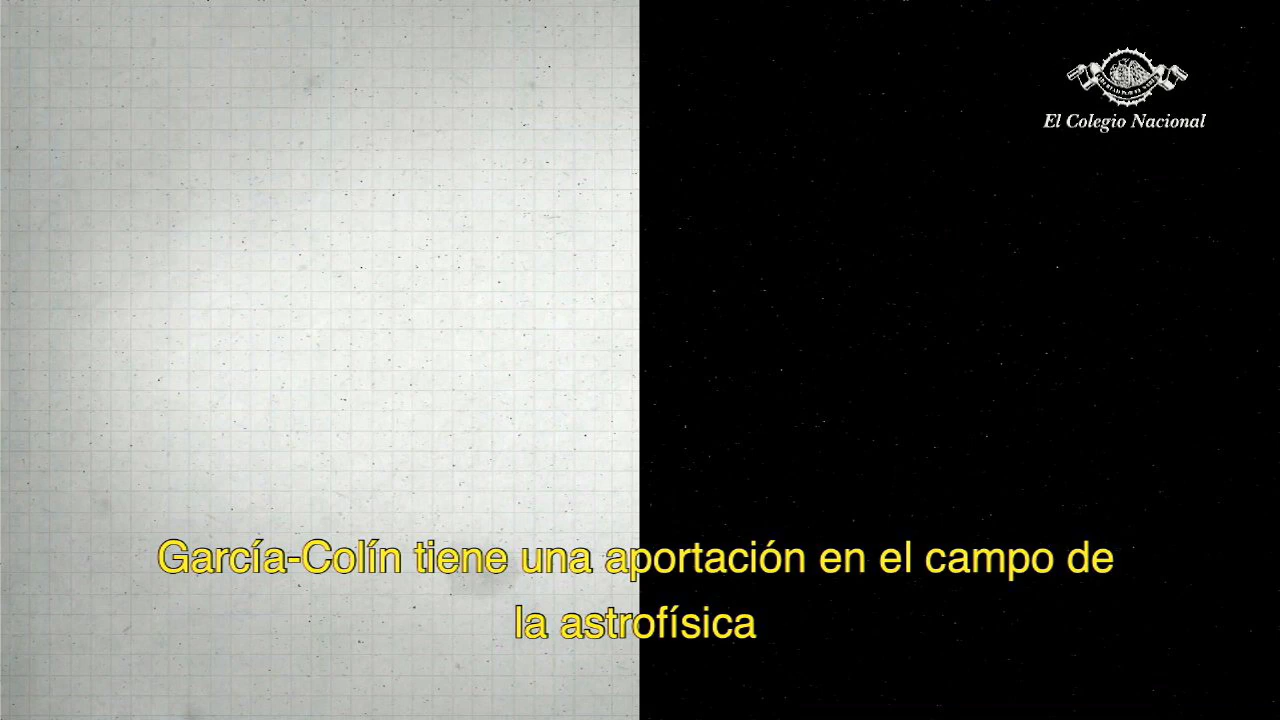 El Colegio Nacional
García-Colín tiene una aportación en el campo de
la astrofísica